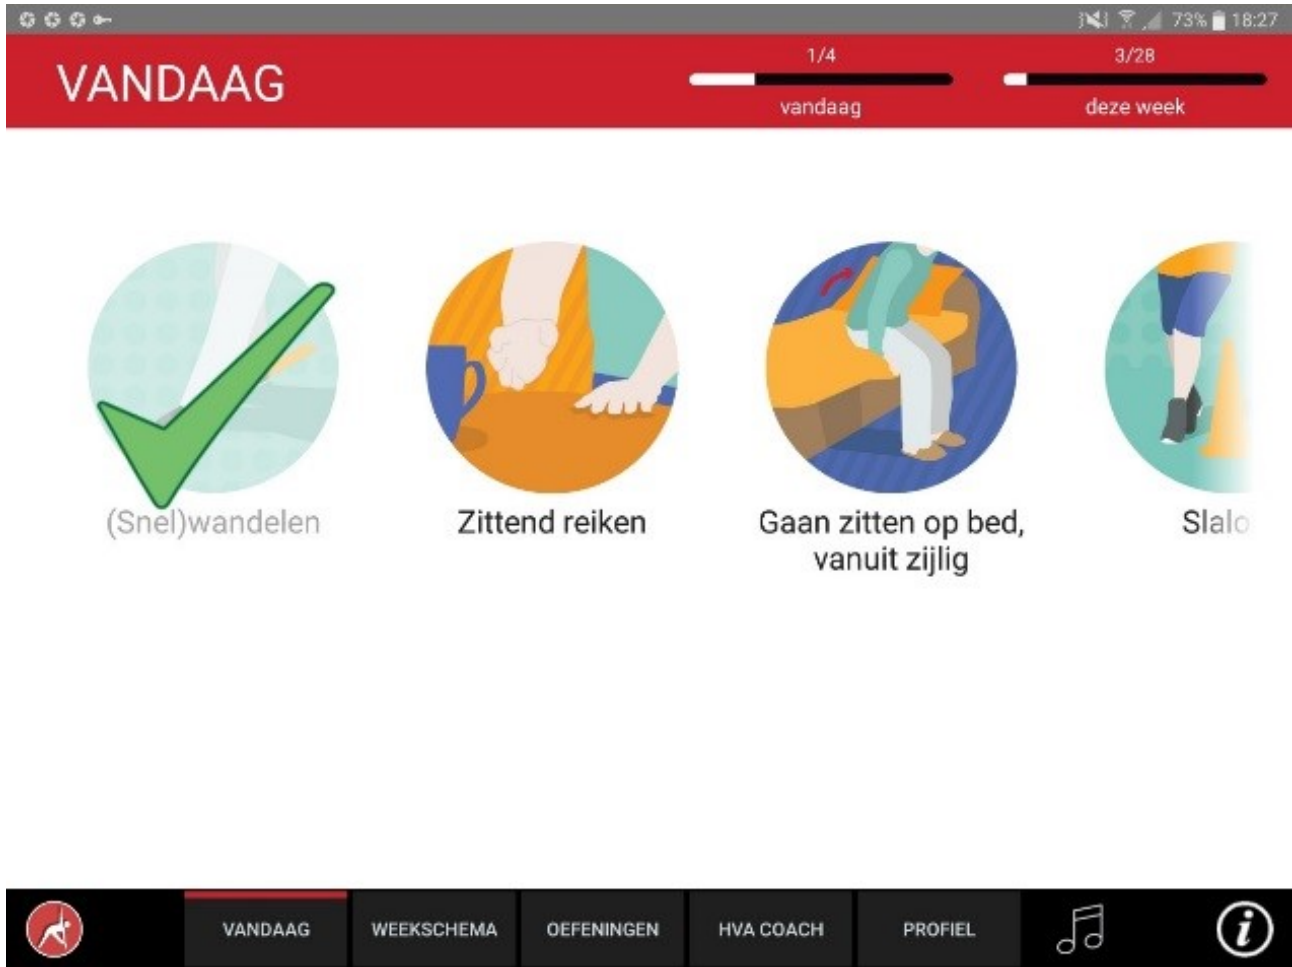 73% 18:27
VANDAAG
1/4
vandaag
3/28
deze week
(Snel)wandelen
Zittend reiken
Gaan zitten op bed,
vanuit zijlig
Slalo
VANDAAG
WEEKSCHEMA
OEFENINGEN
HVA COACH
PROFIEL
i